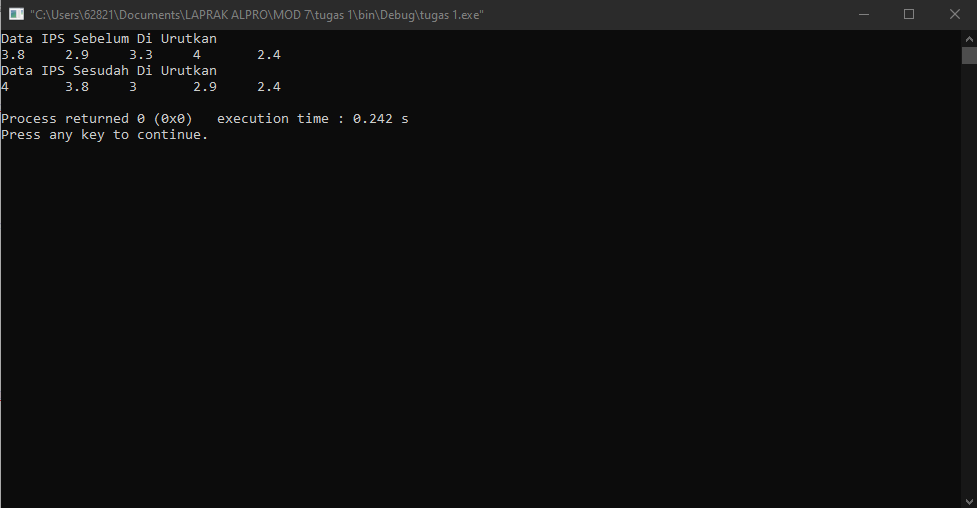 "C:\Users\62821\Documents\LAPRAK ALPRO\MOD 7\tugas 1\bin\Debug\tugas 1.exe"
Data IPS Sebelum Di Urutkan
3.8 2.9 3.3 4 2.4
Data IPS Sesudah Di Urutkan
4 3.8 3 2.9 2.4
Process returned 0 (0x0) execution time : 0.242 s
Press any key to continue.